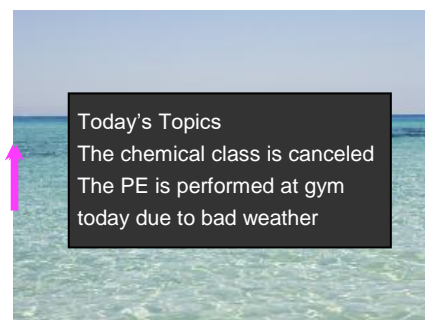 Today's Topics
The chemical class is canceled
The PE is performed at gym
today due to bad weather